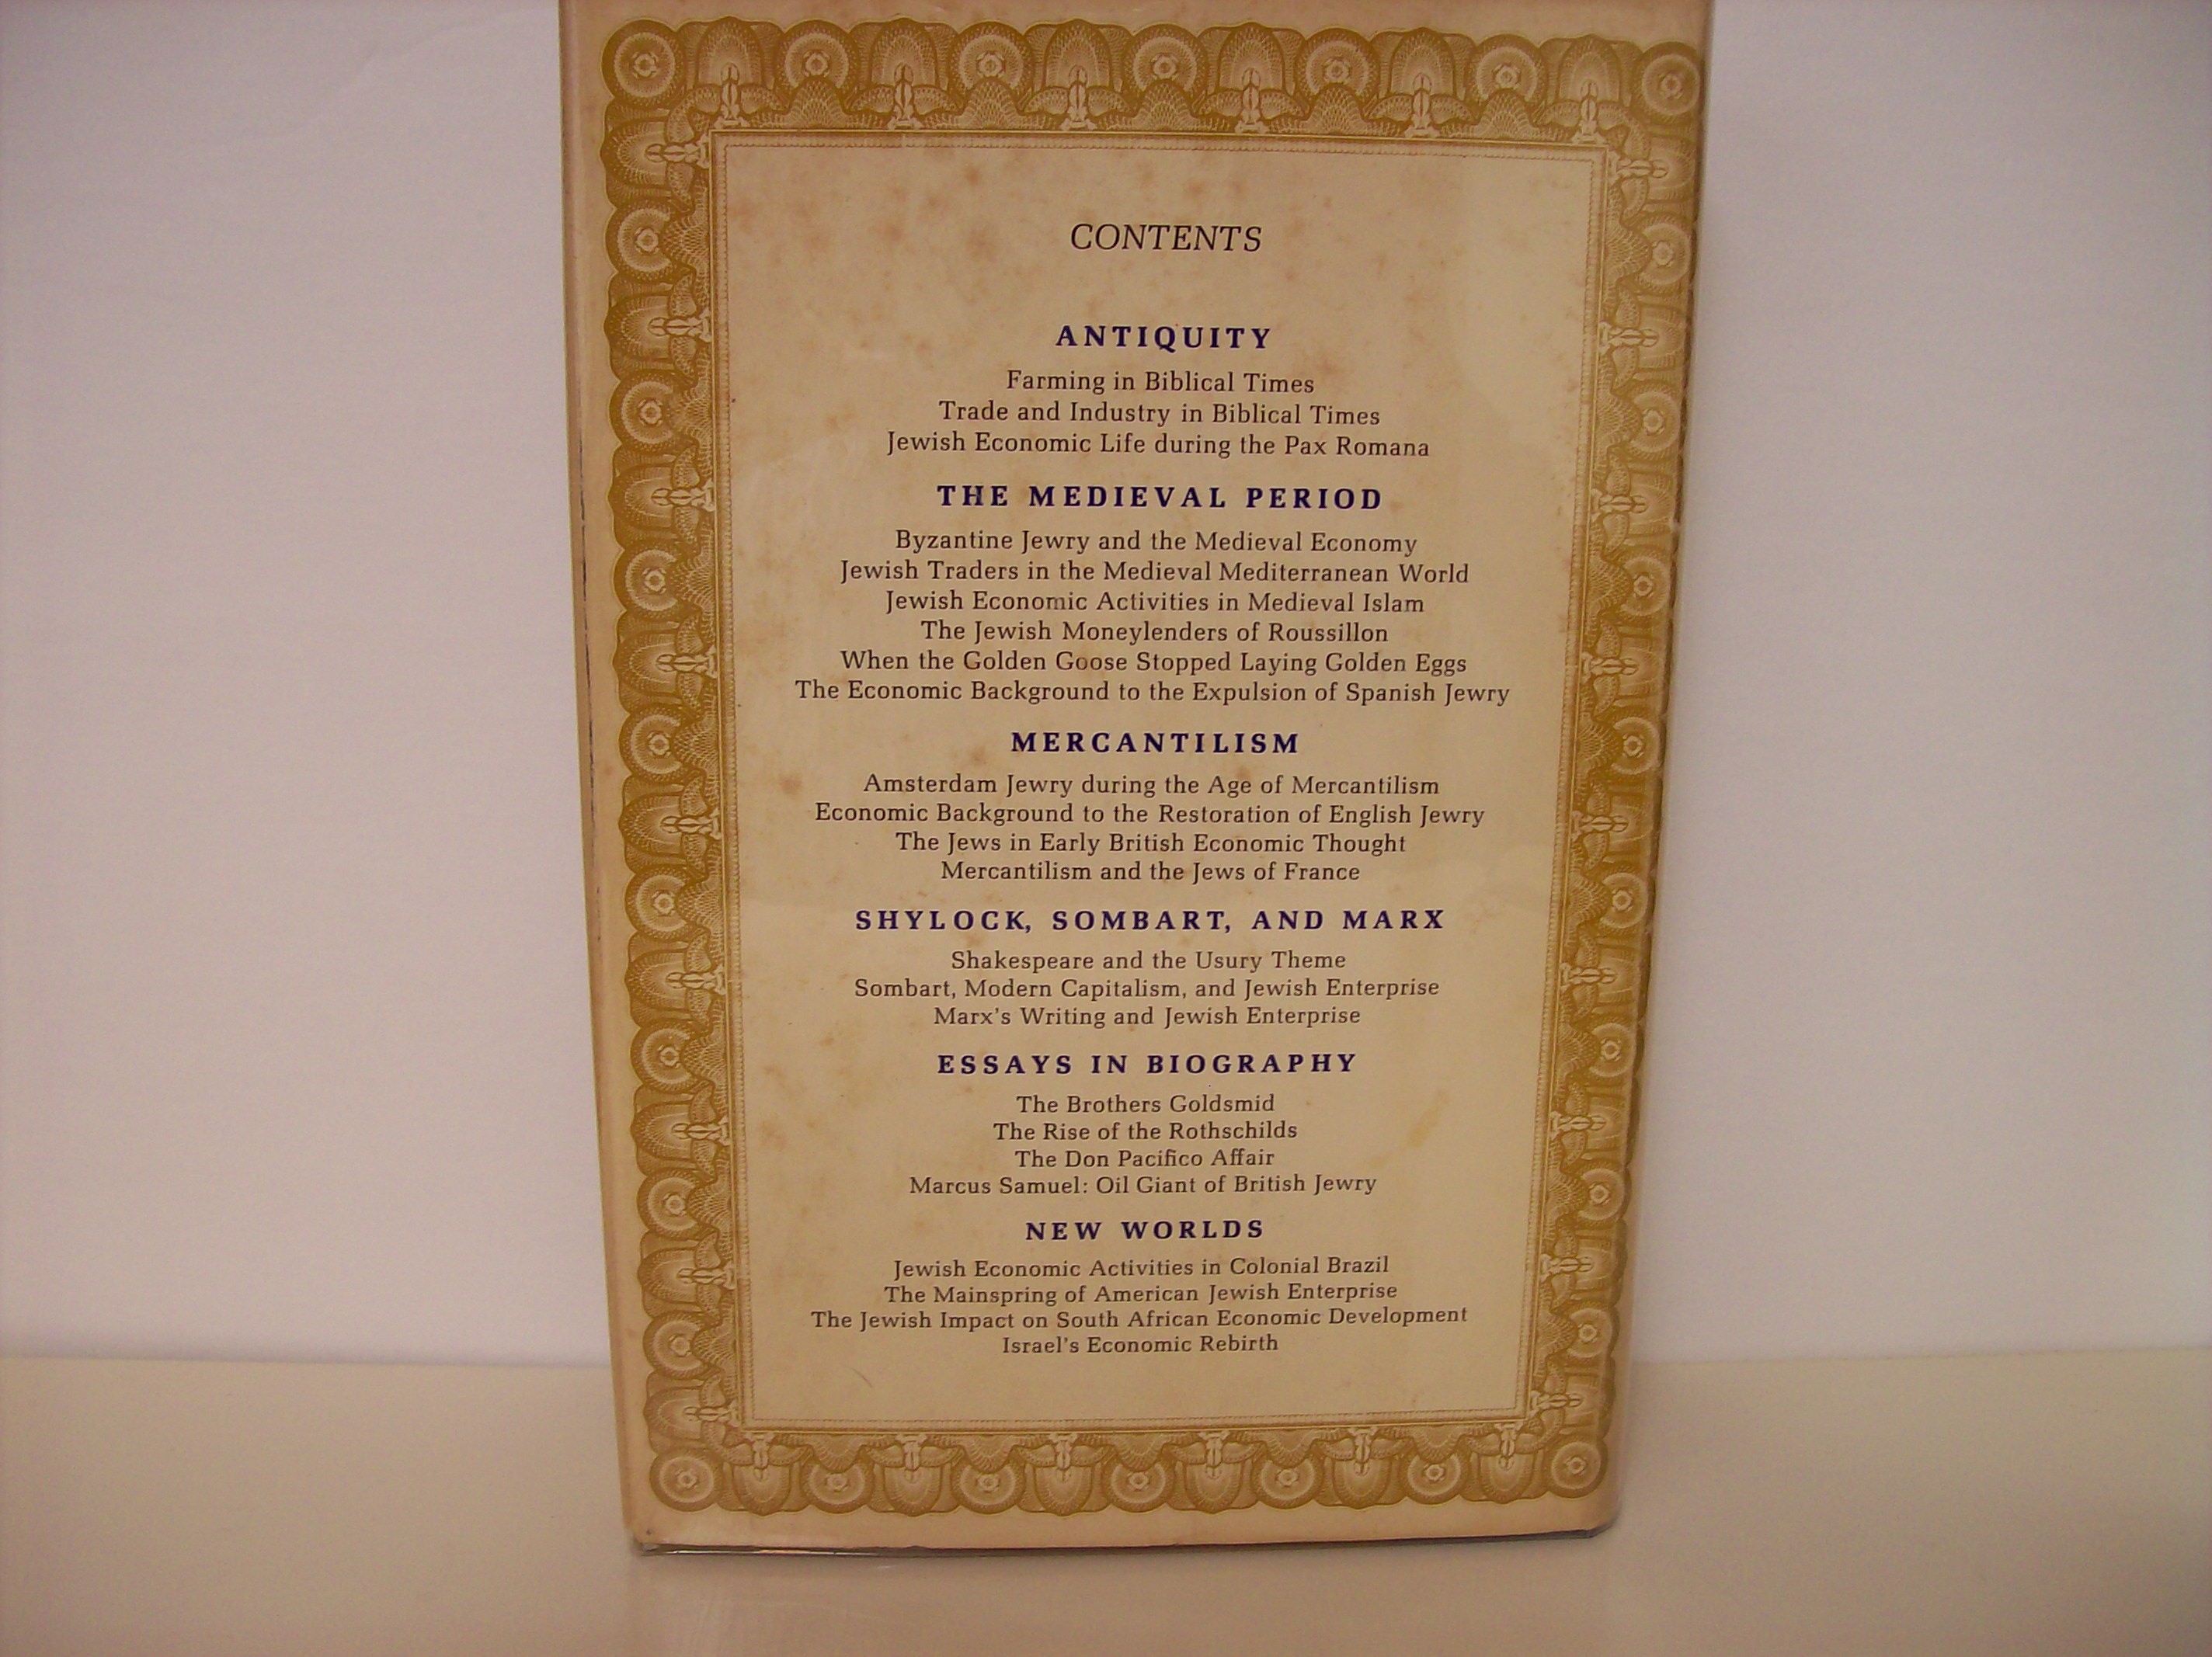 CONTENTS
ANTIQUITY
Farming in Biblical Times
Trade and Industry in Biblical Times
Jewish Economic Life during the Pax Romana
THE MEDIEVAL PERIOD
Byzantine Jewry and the Medieval Economy
Jewish Traders in the Medieval Mediterranean World
Jewish Economic Activities in Medieval Islam
The Jewish Moneylenders of Roussillon
When the Golden Goose Stopped Laying Golden Eggs
The Economic Background to the Expulsion of Spanish Jewry
MERCANTILISM
Amsterdam Jewry during the Age of Mercantilism
Economic Background to the Restoration of English Jewry
The Jews in Early British Economic Thought
Mercantilism and the Jews of France
SHYLOCK, SOMBART, AND MARX
Shakespeare and the Usury Theme
Sombart, Modern Capitalism, and Jewish Enterprise
Marx's Writing and Jewish Enterprise
ESSAYS IN BIOGRAPHY
The Brothers Goldsmid
The Rise of the Rothschilds
The Don Pacifico Affair
Marcus Samuel: Oil Giant of British Jewry
NEW WORLDS
Jewish Economic Activities in Colonial Brazil
The Mainspring of American Jewish Enterprise
The Jewish Impact on South African Economic Development
Israel's Economic Rebirth